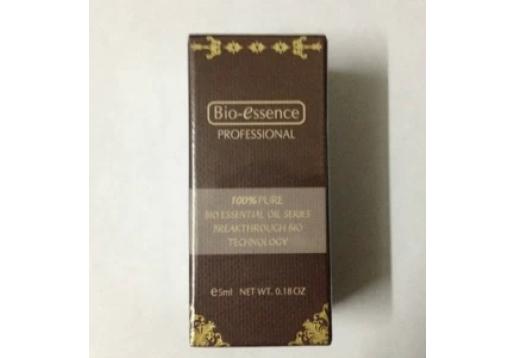 Bio-essence
PROFESSIONAL
100% PURE
BIO ESSENTIAL OIL SERIES
BREAKTHROUGH BIO
TECHNOLOGY
℮5ml NET WT. 0.18 OZ